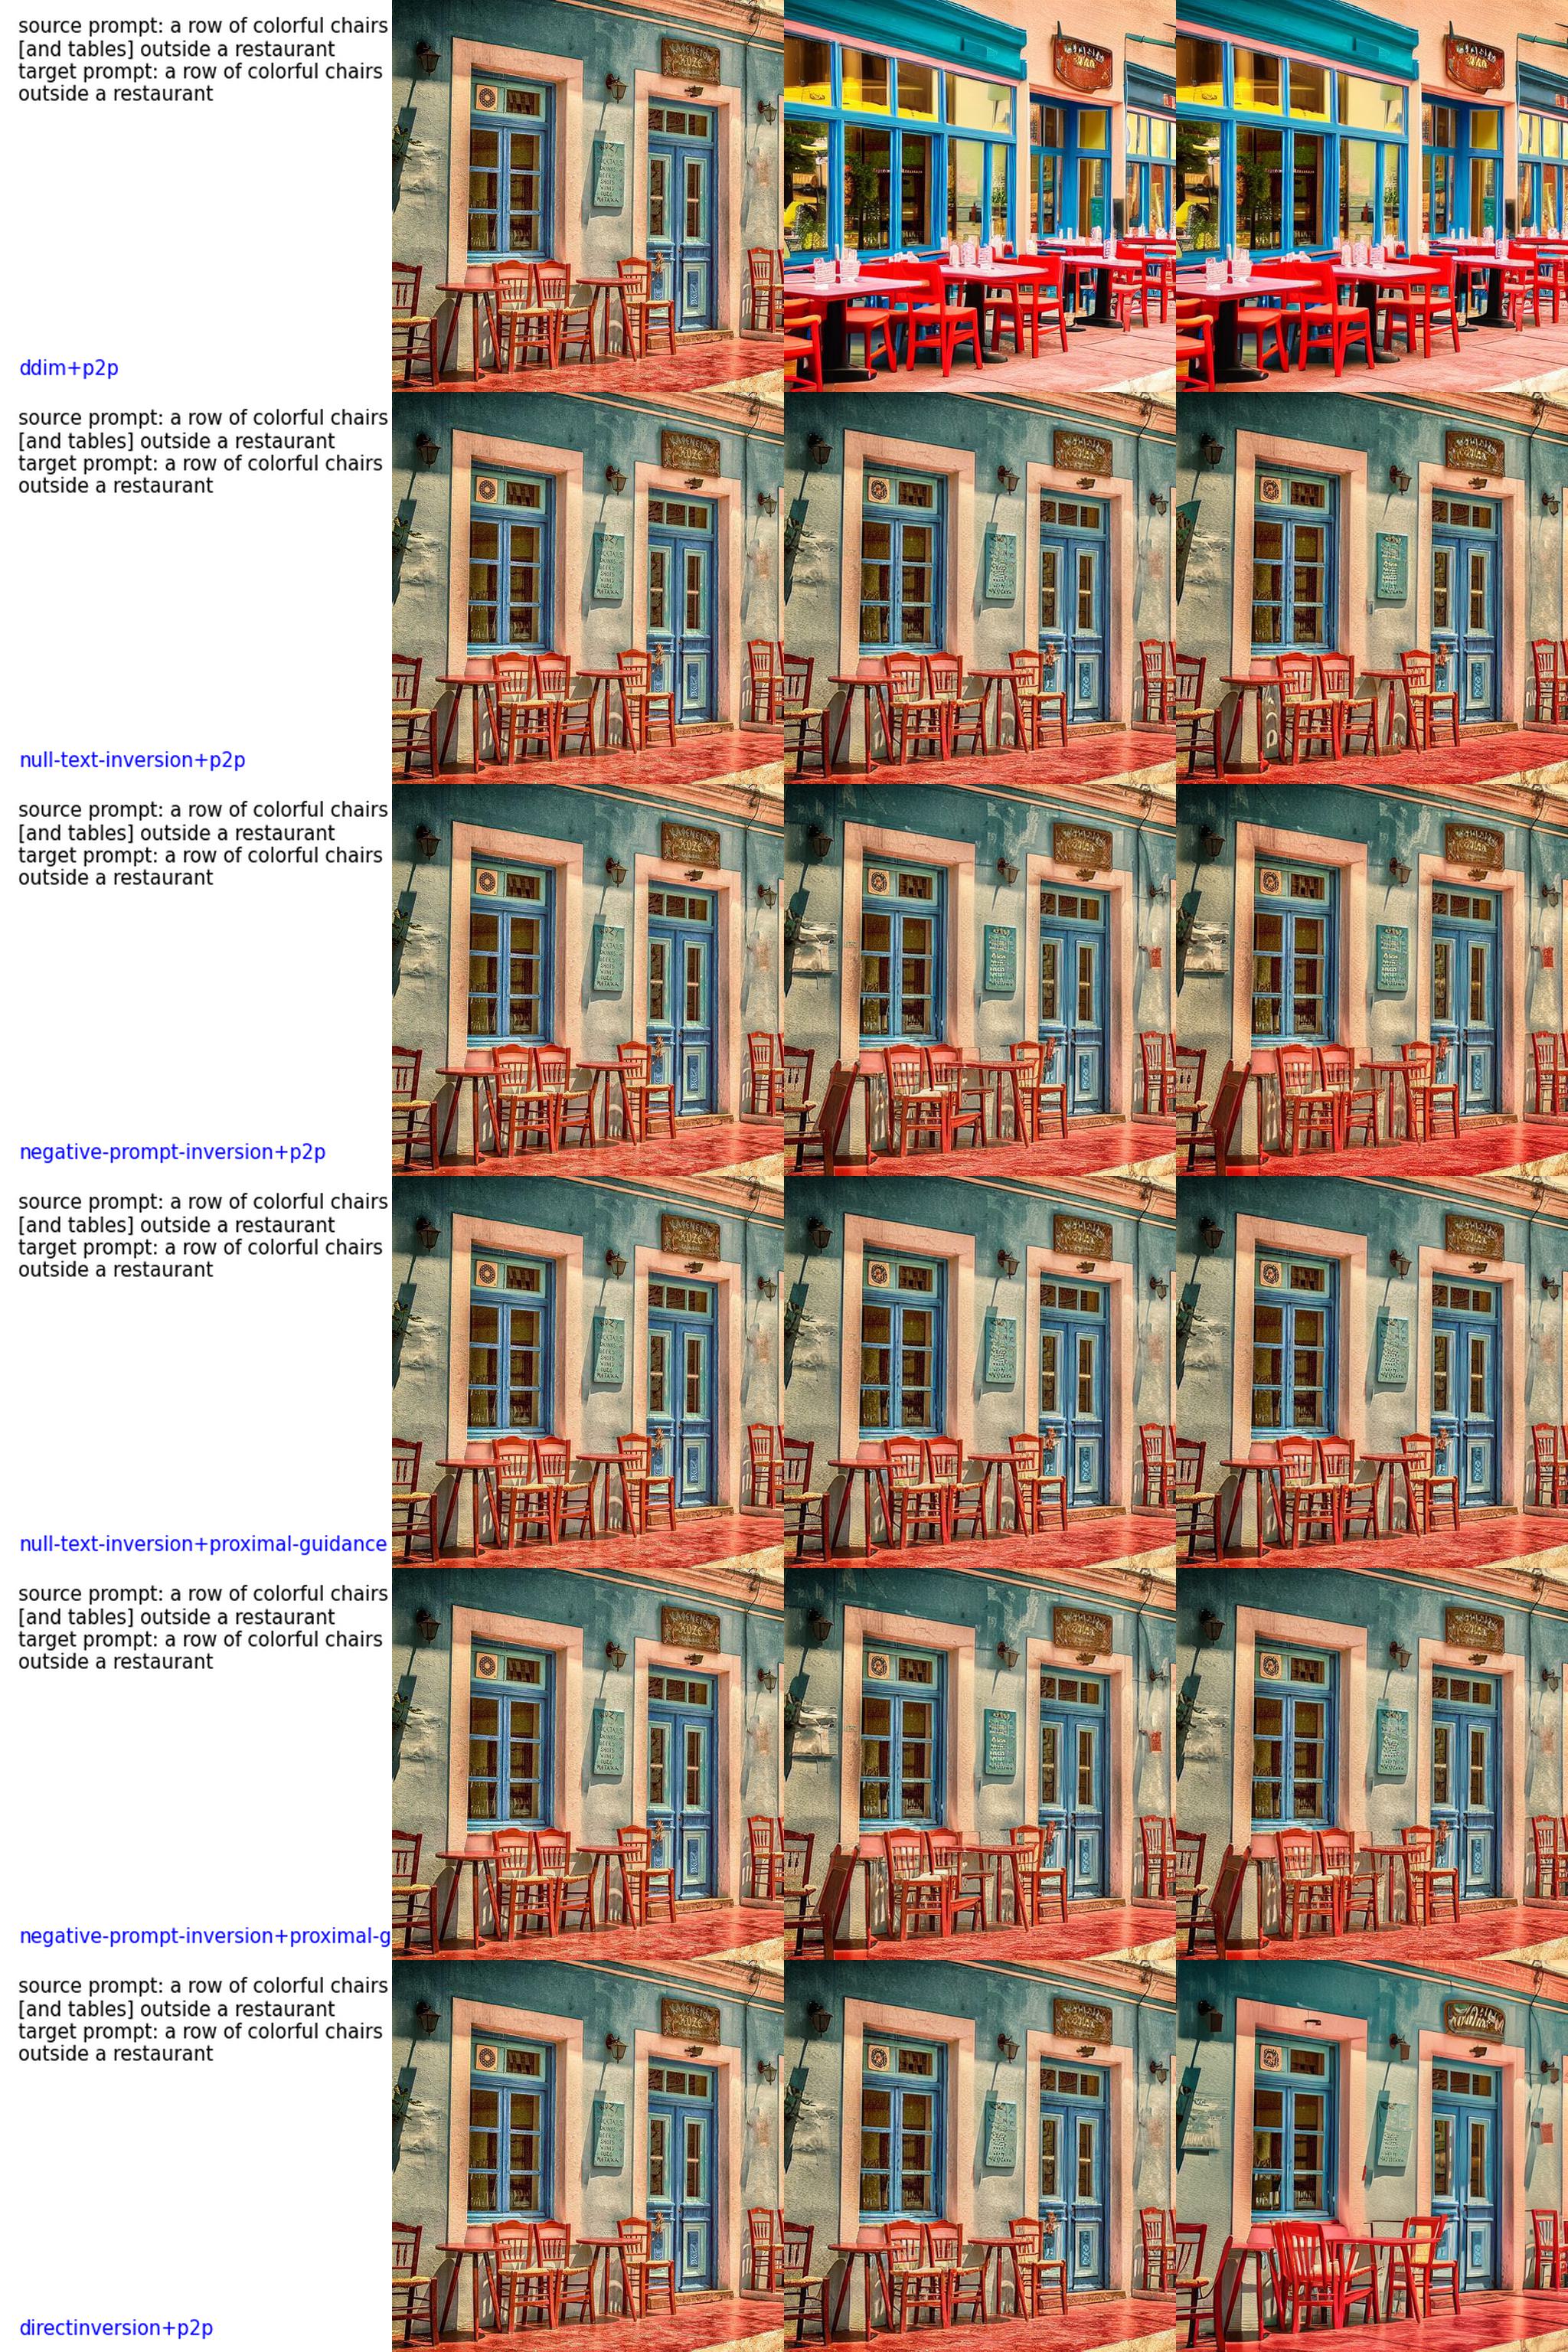 source prompt: a row of colorful chairs
[and tables] outside a restaurant
target prompt: a row of colorful chairs
outside a restaurant
ddim+p2p
source prompt: a row of colorful chairs
[and tables] outside a restaurant
target prompt: a row of colorful chairs
outside a restaurant
null-text-inversion+p2p
source prompt: a row of colorful chairs
[and tables] outside a restaurant
target prompt: a row of colorful chairs
outside a restaurant
negative-prompt-inversion+p2p
source prompt: a row of colorful chairs
[and tables] outside a restaurant
target prompt: a row of colorful chairs
outside a restaurant
null-text-inversion+proximal-guidance
source prompt: a row of colorful chairs
[and tables] outside a restaurant
target prompt: a row of colorful chairs
outside a restaurant
negative-prompt-inversion+proximal-g
source prompt: a row of colorful chairs
[and tables] outside a restaurant
target prompt: a row of colorful chairs
outside a restaurant
directinversion+p2p